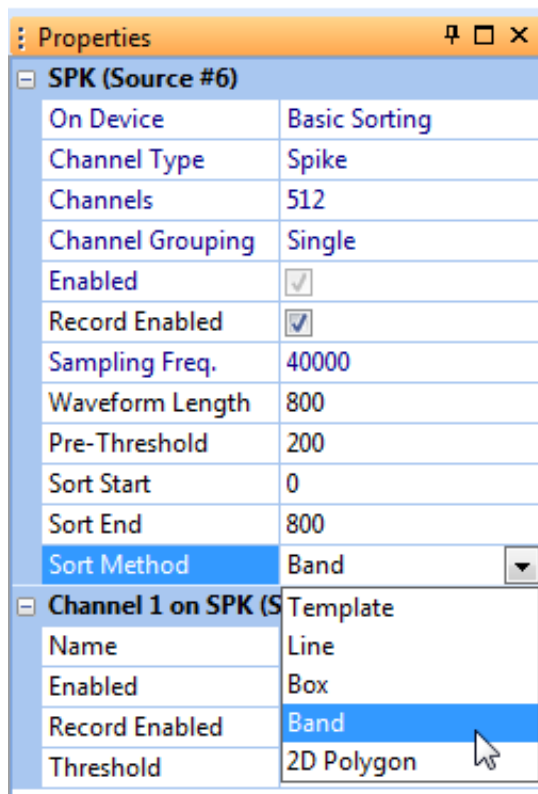 Properties
SPK (Source #6)
On Device Basic Sorting
Channel Type Spike
Channels 512
Channel Grouping Single
Enabled
Record Enabled
Sampling Freq. 40000
Waveform Length 800
Pre-Threshold 200
Sort Start 0
Sort End 800
Sort Method Band
Channel 1 on SPK (S
Template
Name
Line
Enabled
Box
Record Enabled
Band
Threshold
2D Polygon